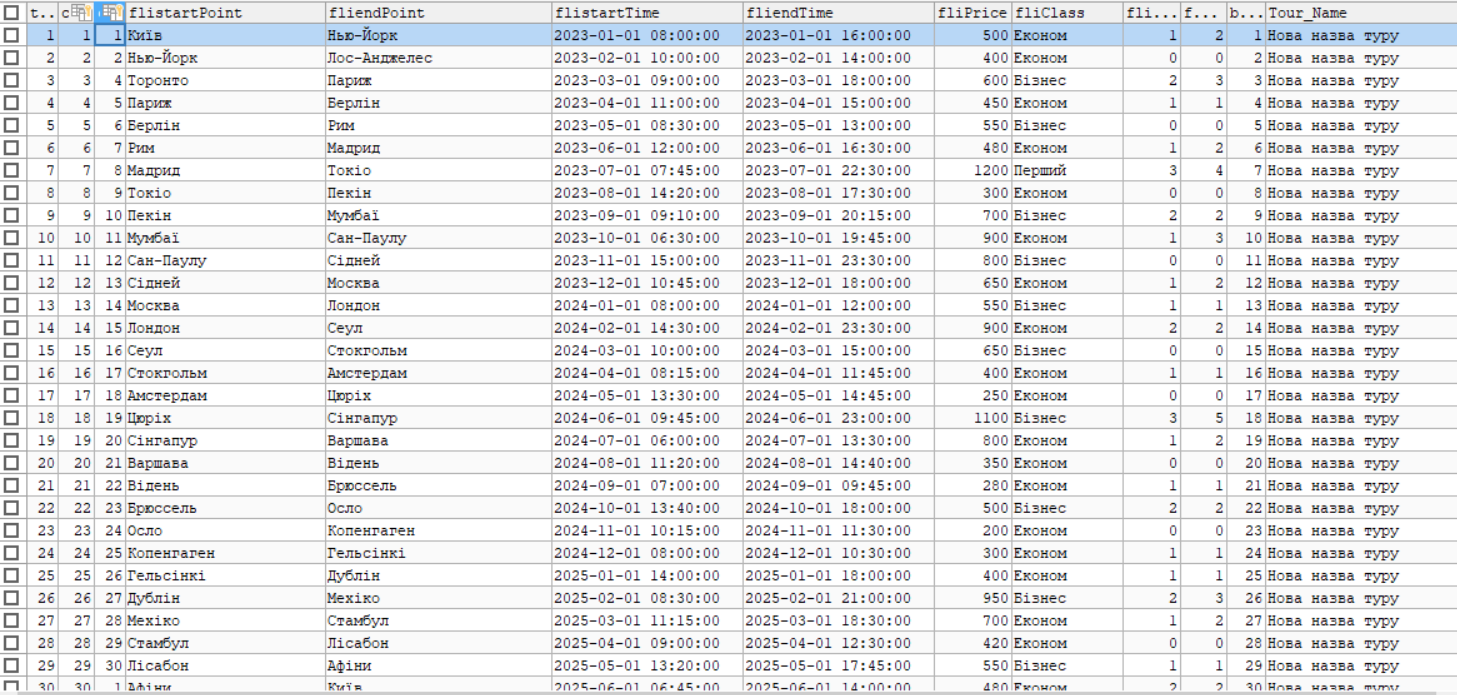 t... c flistartPoint fliendPoint flistartTime fliendTime fliPrice fliClass fli... f... b... Tour_Name
1 1 1 Київ Нью-Йорк 2023-01-01 08:00:00 2023-01-01 16:00:00 500 Економ 1 2 1 Нова назва туру
2 2 2 Нью-Йорк Лос-Анджелес 2023-02-01 10:00:00 2023-02-01 14:00:00 400 Економ 0 0 2 Нова назва туру
3 3 4 Торонто Париж 2023-03-01 09:00:00 2023-03-01 18:00:00 600 Бізнес 2 3 3 Нова назва туру
4 4 5 Париж Берлін 2023-04-01 11:00:00 2023-04-01 15:00:00 450 Економ 1 1 4 Нова назва туру
5 5 6 Берлін Рим 2023-05-01 08:30:00 2023-05-01 13:00:00 550 Бізнес 0 0 5 Нова назва туру
6 6 7 Рим Мадрид 2023-06-01 12:00:00 2023-06-01 16:30:00 480 Економ 1 2 6 Нова назва туру
7 7 8 Мадрид Токіо 2023-07-01 07:45:00 2023-07-01 22:30:00 1200 Перший 3 4 7 Нова назва туру
8 8 9 Токіо Пекін 2023-08-01 14:20:00 2023-08-01 17:30:00 300 Економ 0 0 8 Нова назва туру
9 9 10 Пекін Мумбаї 2023-09-01 09:10:00 2023-09-01 20:15:00 700 Бізнес 2 2 9 Нова назва туру
10 10 11 Мумбаї Сан-Паулу 2023-10-01 06:30:00 2023-10-01 19:45:00 900 Економ 1 3 10 Нова назва туру
11 11 12 Сан-Паулу Сідней 2023-11-01 15:00:00 2023-11-01 23:30:00 800 Бізнес 0 0 11 Нова назва туру
12 12 13 Сідней Москва 2023-12-01 10:45:00 2023-12-01 18:00:00 650 Економ 1 2 12 Нова назва туру
13 13 14 Москва Лондон 2024-01-01 08:00:00 2024-01-01 12:00:00 550 Бізнес 1 1 13 Нова назва туру
14 14 15 Лондон Сеул 2024-02-01 14:30:00 2024-02-01 23:30:00 900 Економ 2 2 14 Нова назва туру
15 15 16 Сеул Стокгольм 2024-03-01 10:00:00 2024-03-01 15:00:00 650 Бізнес 0 0 15 Нова назва туру
16 16 17 Стокгольм Амстердам 2024-04-01 08:15:00 2024-04-01 11:45:00 400 Економ 1 1 16 Нова назва туру
17 17 18 Амстердам Цюріх 2024-05-01 13:30:00 2024-05-01 14:45:00 250 Економ 0 0 17 Нова назва туру
18 18 19 Цюріх Сінгапур 2024-06-01 09:45:00 2024-06-01 23:00:00 1100 Бізнес 3 5 18 Нова назва туру
19 19 20 Сінгапур Варшава 2024-07-01 06:00:00 2024-07-01 13:30:00 800 Економ 1 2 19 Нова назва туру
20 20 21 Варшава Відень 2024-08-01 11:20:00 2024-08-01 14:40:00 350 Економ 0 0 20 Нова назва туру
21 21 22 Відень Брюссель 2024-09-01 07:00:00 2024-09-01 09:45:00 280 Економ 1 1 21 Нова назва туру
22 22 23 Брюссель Осло 2024-10-01 13:40:00 2024-10-01 18:00:00 500 Бізнес 2 2 22 Нова назва туру
23 23 24 Осло Копенгаген 2024-11-01 10:15:00 2024-11-01 11:30:00 200 Економ 0 0 23 Нова назва туру
24 24 25 Копенгаген Гельсінкі 2024-12-01 08:00:00 2024-12-01 10:30:00 300 Економ 1 1 24 Нова назва туру
25 25 26 Гельсінкі Дублін 2025-01-01 14:00:00 2025-01-01 18:00:00 400 Економ 1 1 25 Нова назва туру
26 26 27 Дублін Мехіко 2025-02-01 08:30:00 2025-02-01 21:00:00 950 Бізнес 2 3 26 Нова назва туру
27 27 28 Мехіко Стамбул 2025-03-01 11:15:00 2025-03-01 18:30:00 700 Економ 1 2 27 Нова назва туру
28 28 29 Стамбул Лісабон 2025-04-01 09:00:00 2025-04-01 12:30:00 420 Економ 0 0 28 Нова назва туру
29 29 30 Лісабон Афіни 2025-05-01 13:20:00 2025-05-01 17:45:00 550 Бізнес 1 1 29 Нова назва туру
30 30 1 Афіни Київ 2025-06-01 06:45:00 2025-06-01 14:00:00 480 Економ 2 2 30 Нова назва туру